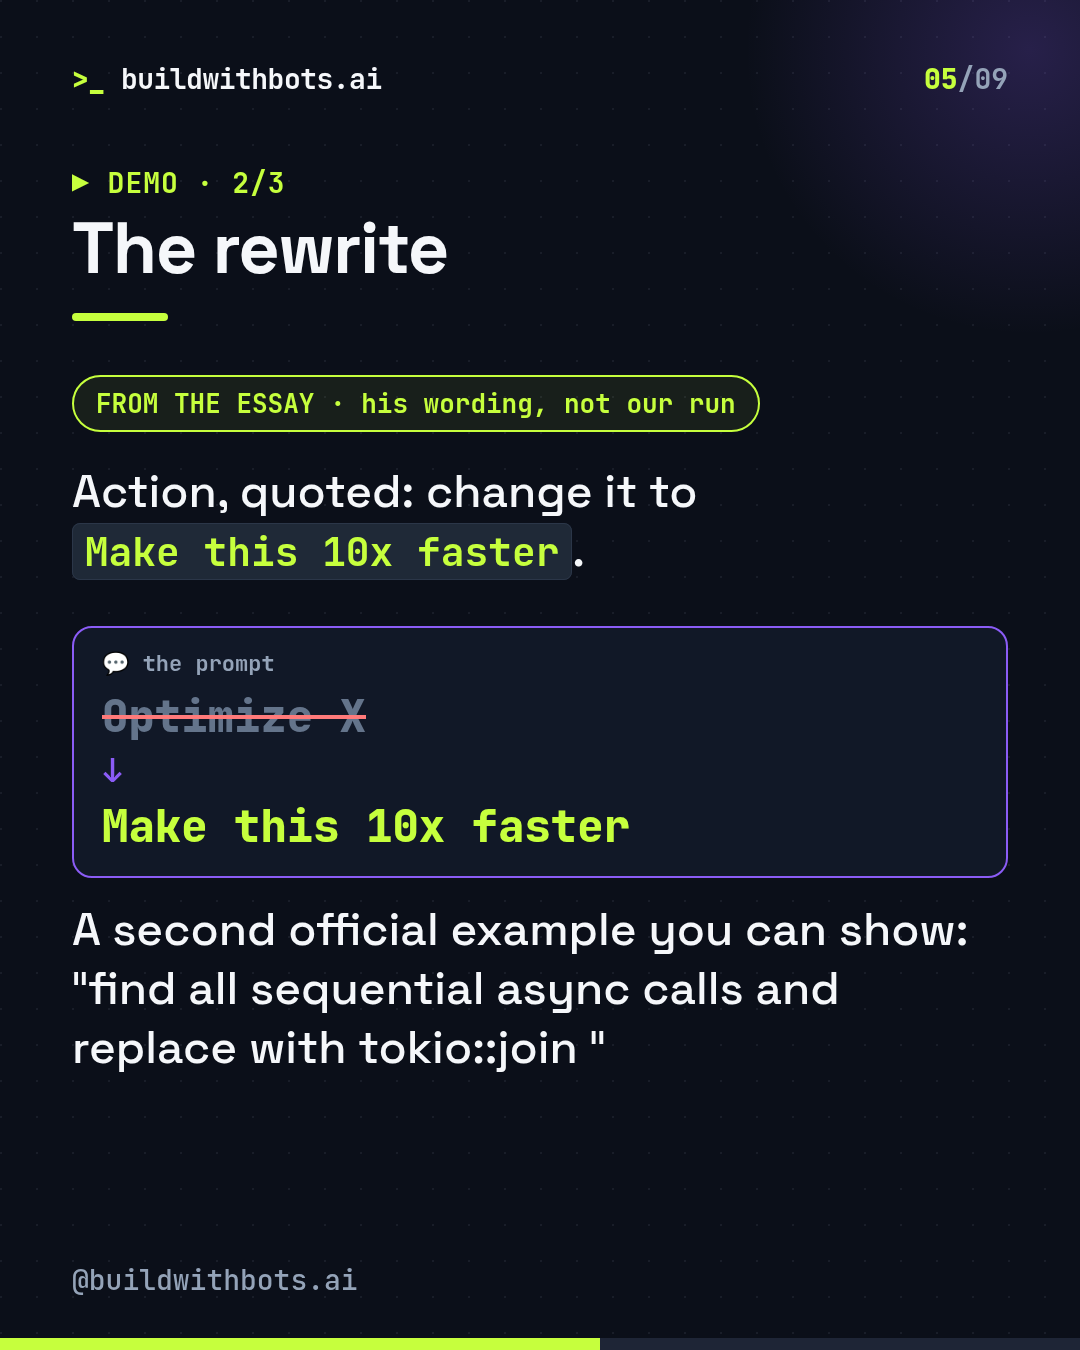 >_ buildwithbots.ai
05/09
▶ DEMO · 2/3
The rewrite
FROM THE ESSAY · his wording, not our run
Action, quoted: change it to
Make this 10x faster.
💬 the prompt
Optimize X
↓
Make this 10x faster
A second official example you can show:
"find all sequential async calls and
replace with tokio::join "
@buildwithbots.ai